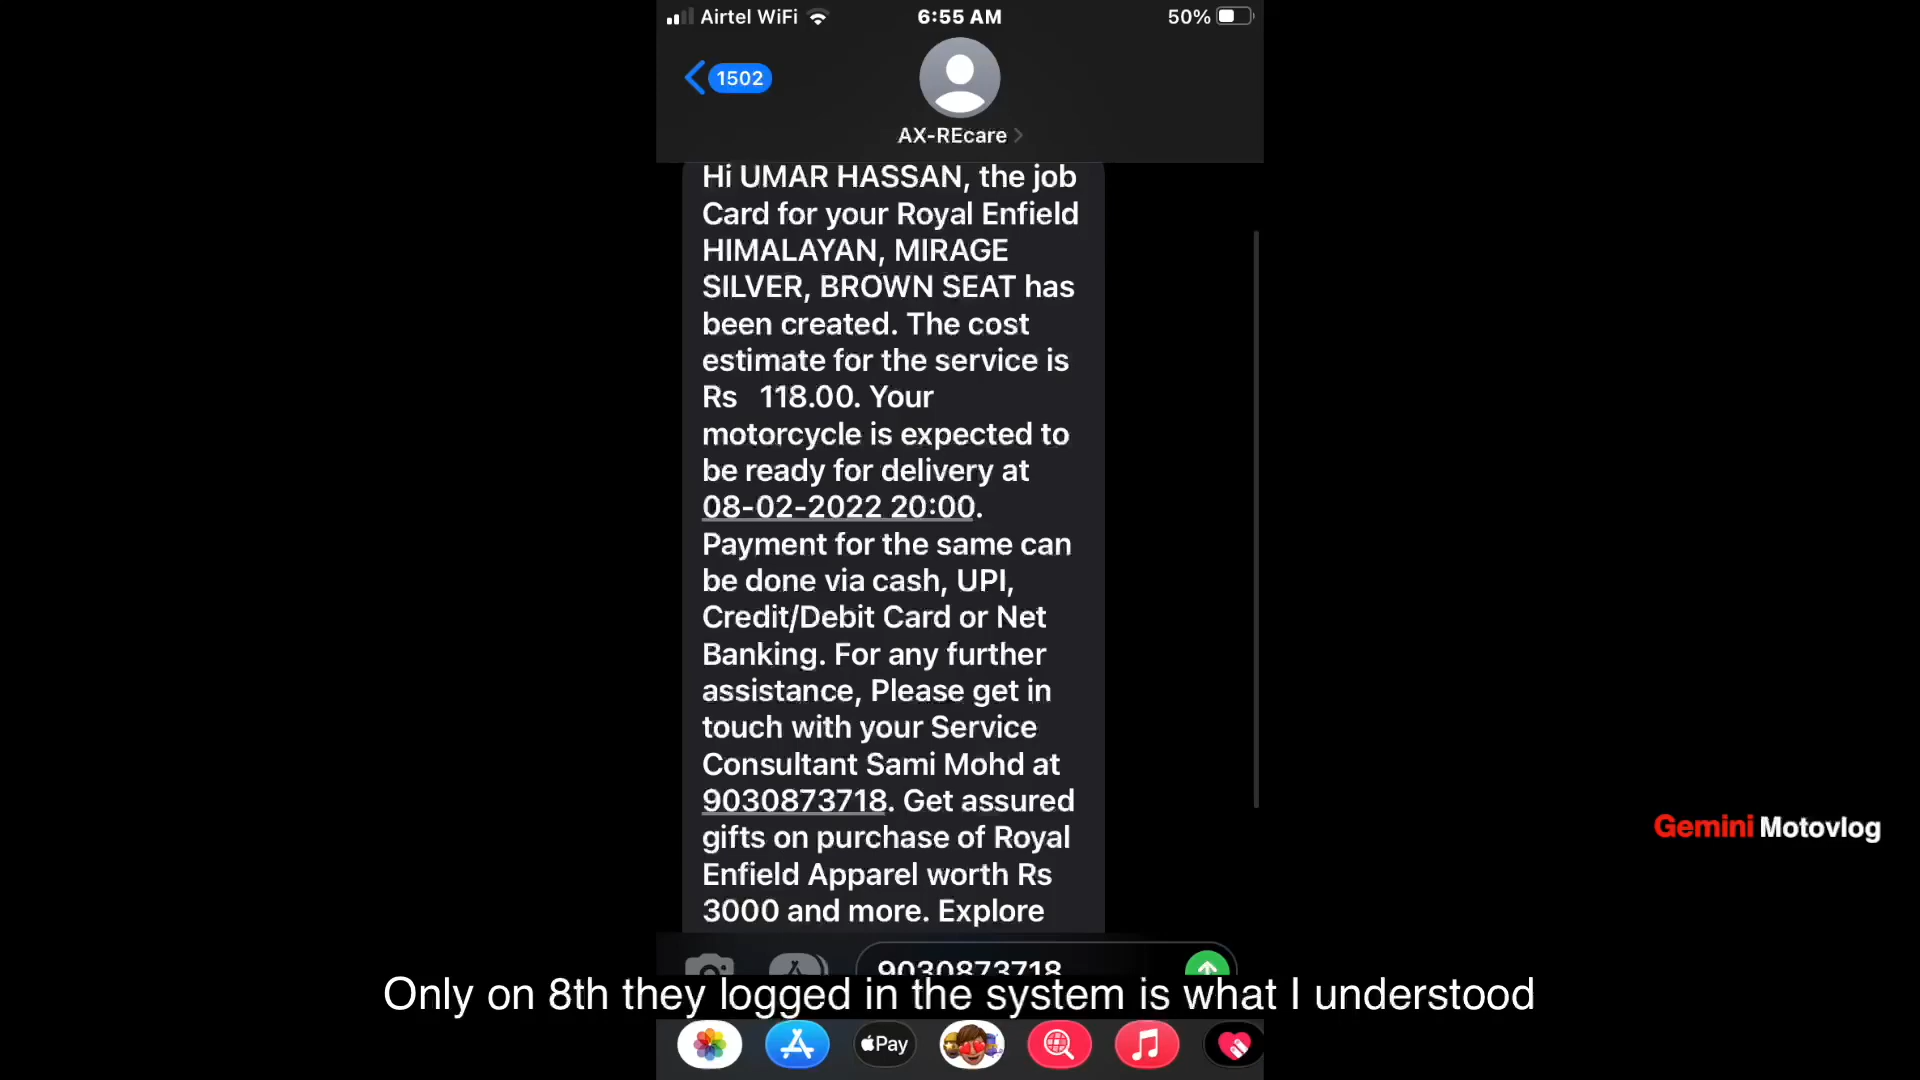 Airtel WiFi
6:55 AM
50%
1502
AX-REcare
Hi UMAR HASSAN, the job
Card for your Royal Enfield
HIMALAYAN, MIRAGE
SILVER, BROWN SEAT has
been created. The cost
estimate for the service is
Rs 118.00. Your
motorcycle is expected to
be ready for delivery at
08-02-2022 20:00.
Payment for the same can
be done via cash, UPI,
Credit/Debit Card or Net
Banking. For any further
assistance, Please get in
touch with your Service
Consultant Sami Mohd at
9030873718. Get assured
gifts on purchase of Royal
Enfield Apparel worth Rs
3000 and more. Explore
Gemini Motovlog
9030873718
Only on 8th they logged in the system is what I understood
Pay